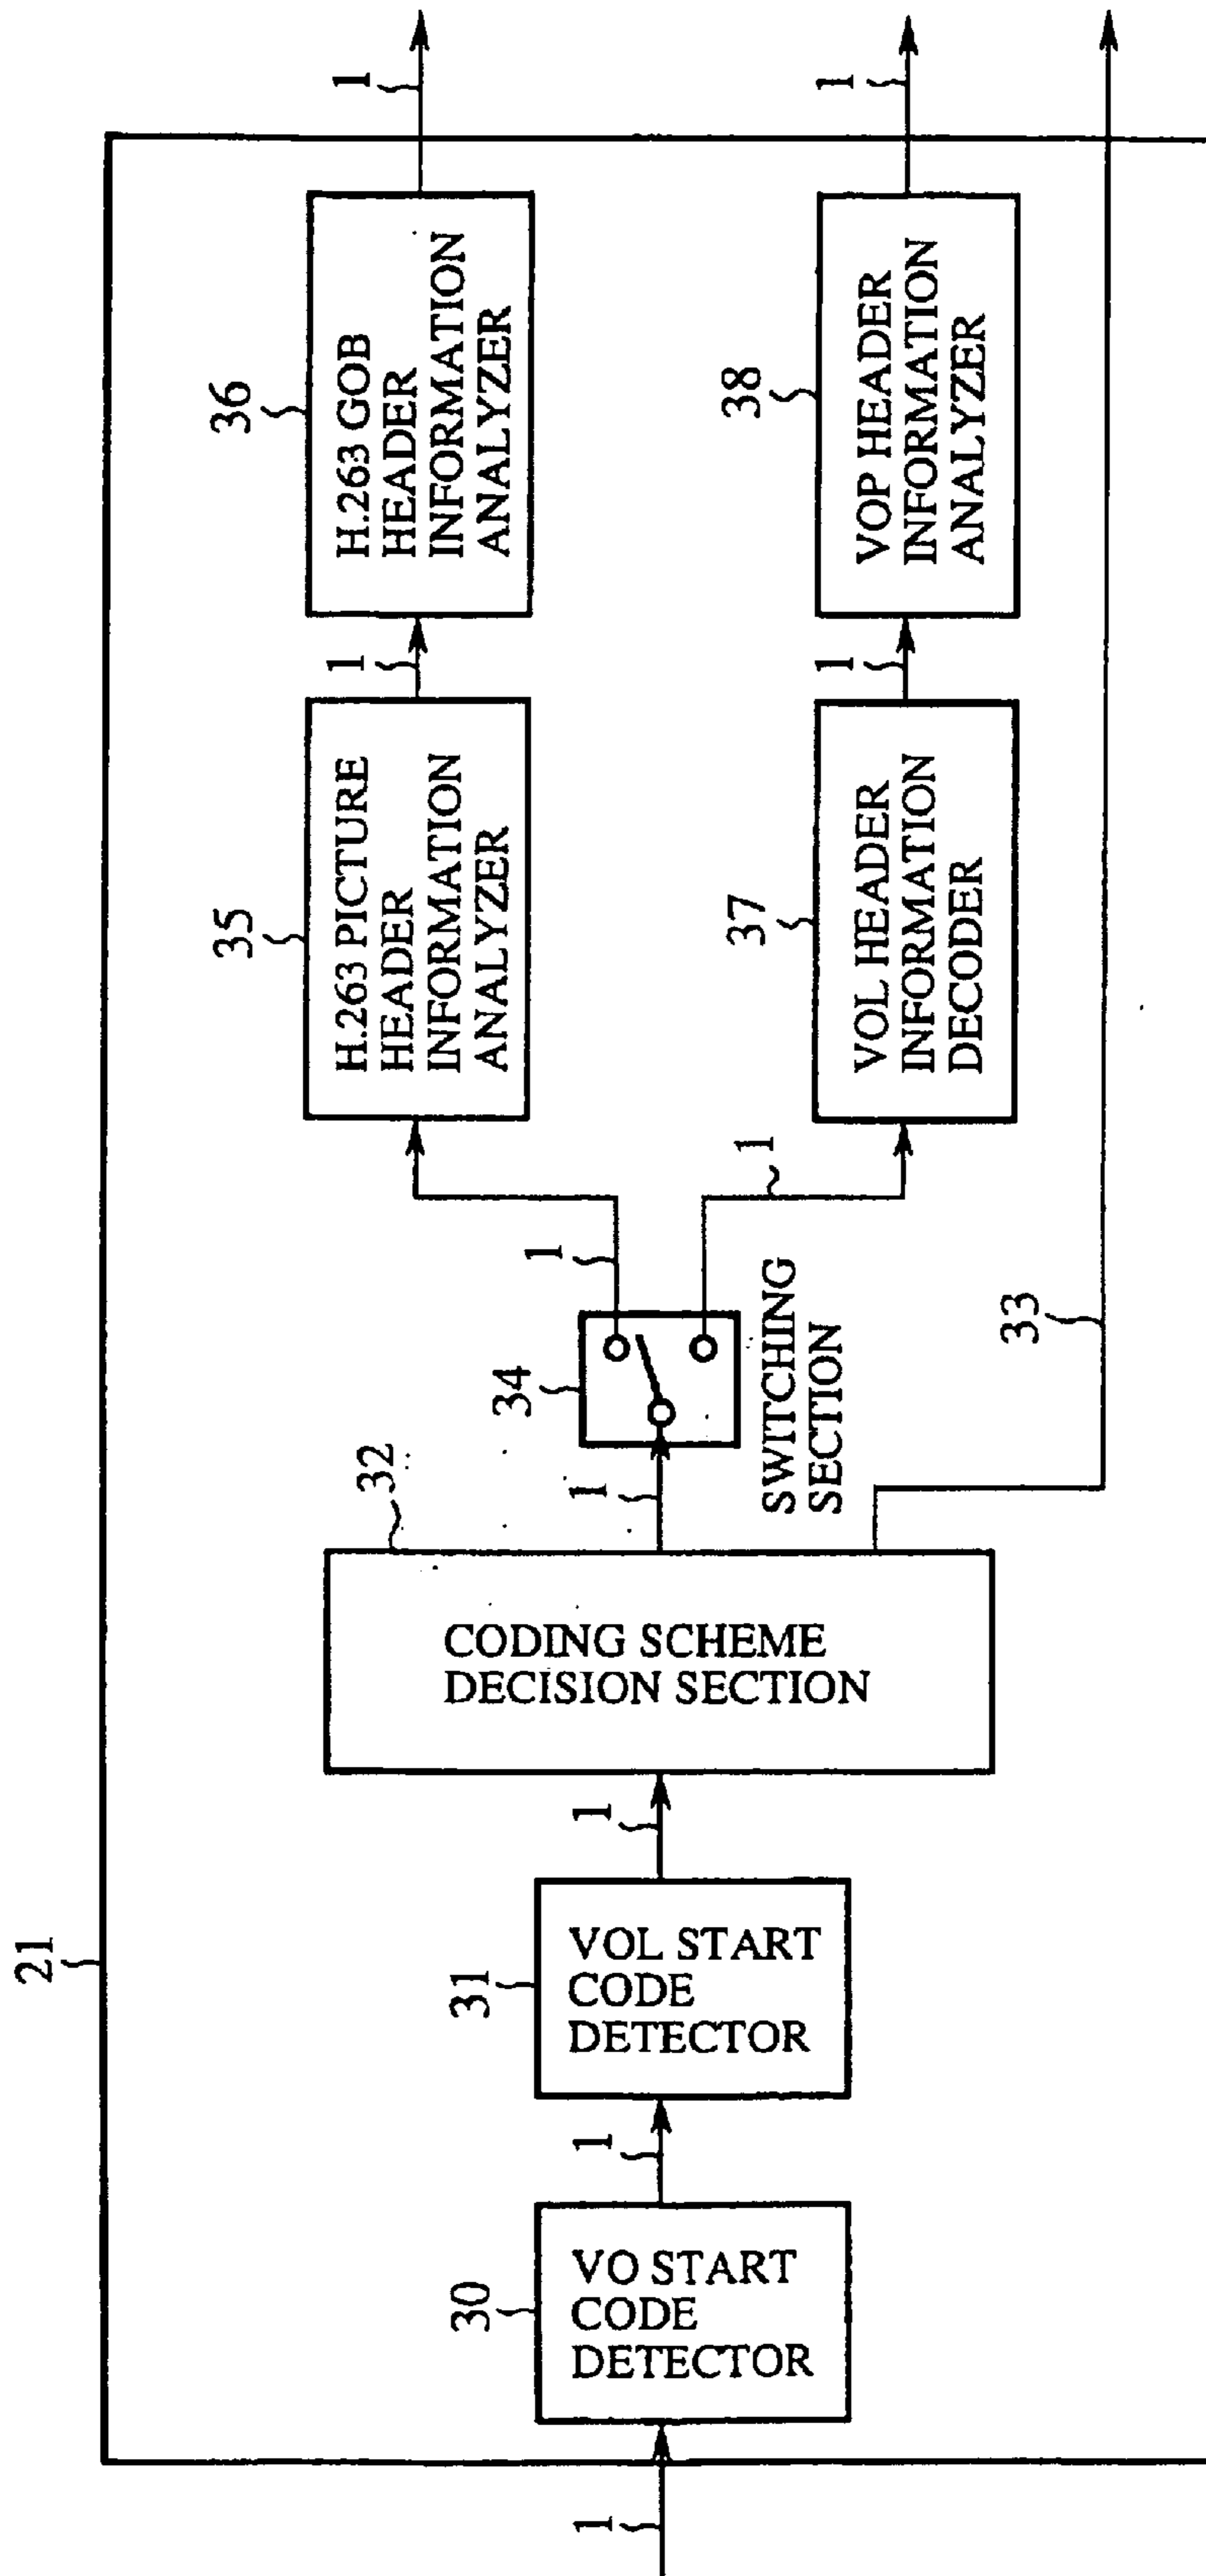 21
1
30
VO START
CODE
DETECTOR
1
31
VOL START
CODE
DETECTOR
1
32
CODING SCHEME
DECISION SECTION
1
34
SWITCHING
SECTION
33
1
1
35
H.263 PICTURE
HEADER
INFORMATION
ANALYZER
1
36
H.263 GOB
HEADER
INFORMATION
ANALYZER
1
37
VOL HEADER
INFORMATION
DECODER
1
38
VOP HEADER
INFORMATION
ANALYZER
1